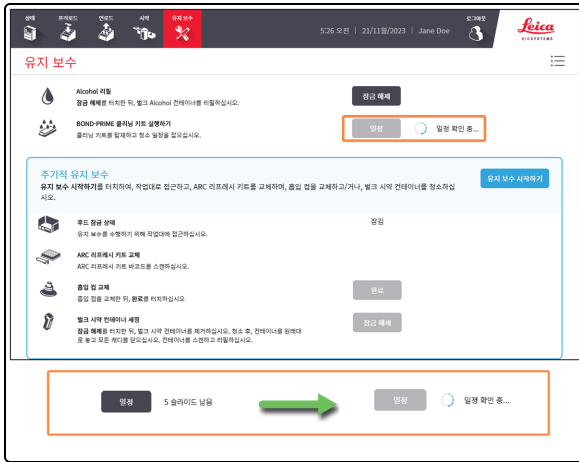 상태 프리로드 언로드 시약 유지 보수 로그아웃
5:26 오전 | 21/11월/2023 | Jane Doe
Leica
BIOSYSTEMS
유지 보수
Alcohol 리필
잠금 해제를 터치한 뒤, 벌크 Alcohol 컨테이너를 리필하십시오.
잠금 해제
BOND-PRIME 클리닝 키트 실행하기
클리닝 키트를 탑재하고 청소 일정을 잡으십시오.
일정 일정 확인 중...
주기적 유지 보수
유지 보수 시작하기를 터치하여, 작업대로 접근하고, ARC 리프레시 키트를 교체하며, 흡입 컵을 교체하고/거나, 벌크 시약 컨테이너를 청소하십
시오.
유지 보수 시작하기
후드 잠금 상태
유지 보수를 수행하기 위해 작업대에 접근하십시오.
잠김
ARC 리프레시 키트 교체
ARC 리프레시 키트 바코드를 스캔하십시오.
흡입 컵 교체
흡입 컵을 교체한 뒤, 완료를 터치하십시오
완료
벌크 시약 컨테이너 세정
잠금 해제를 터치한 뒤, 벌크 시약 컨테이너를 제거하십시오. 청소 후, 컨테이너를 원래대
로 놓고 모든 캐디를 닫으십시오. 컨테이너를 스캔하고 리필하십시오.
잠금 해제
일정 5 슬라이드 남음 일정 일정 확인 중...